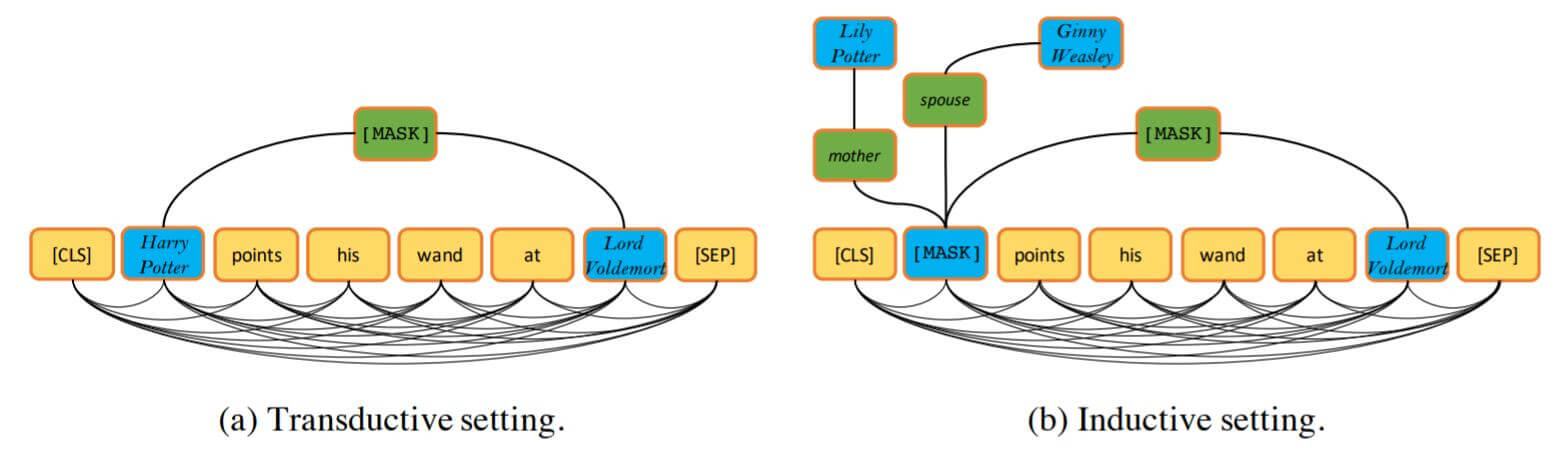 [MASK]
[CLS]
Harry
Potter
points
his
wand
at
Lord
Voldemort
[SEP]
(a) Transductive setting.
Lily
Potter
Ginny
Weasley
spouse
mother
[MASK]
[CLS]
[MASK]
points
his
wand
at
Lord
Voldemort
[SEP]
(b) Inductive setting.